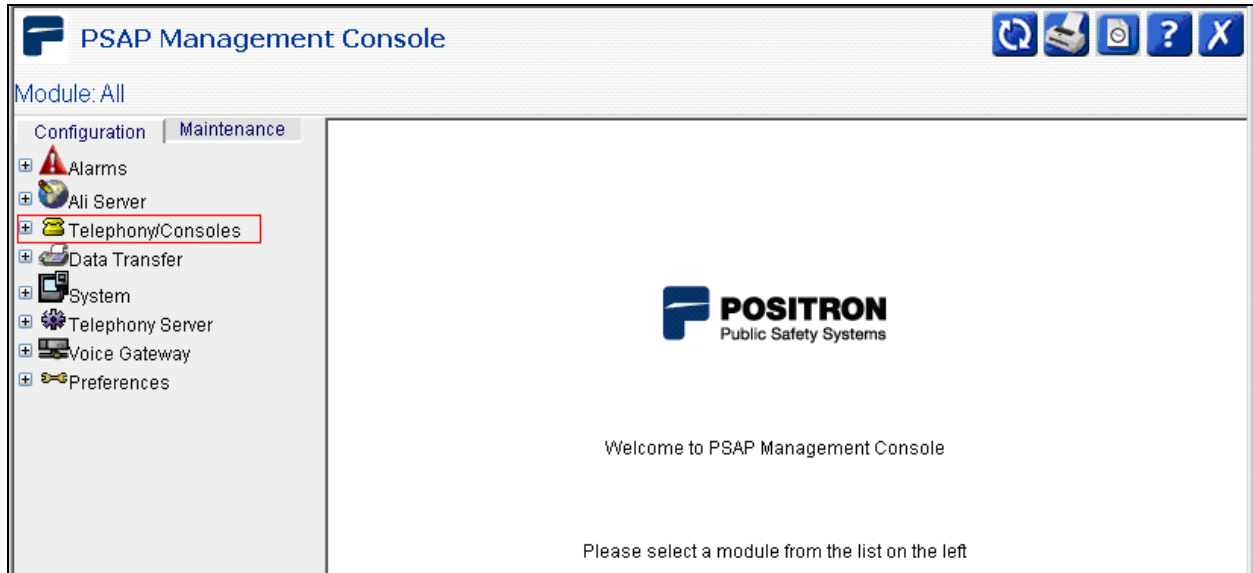 PSAP Management Console
? X
Module: All
Configuration Maintenance
Alarms
Ali Server
Telephony/Consoles
Data Transfer
System
Telephony Server
Voice Gateway
Preferences
POSITRON
Public Safety Systems
Welcome to PSAP Management Console
Please select a module from the list on the left